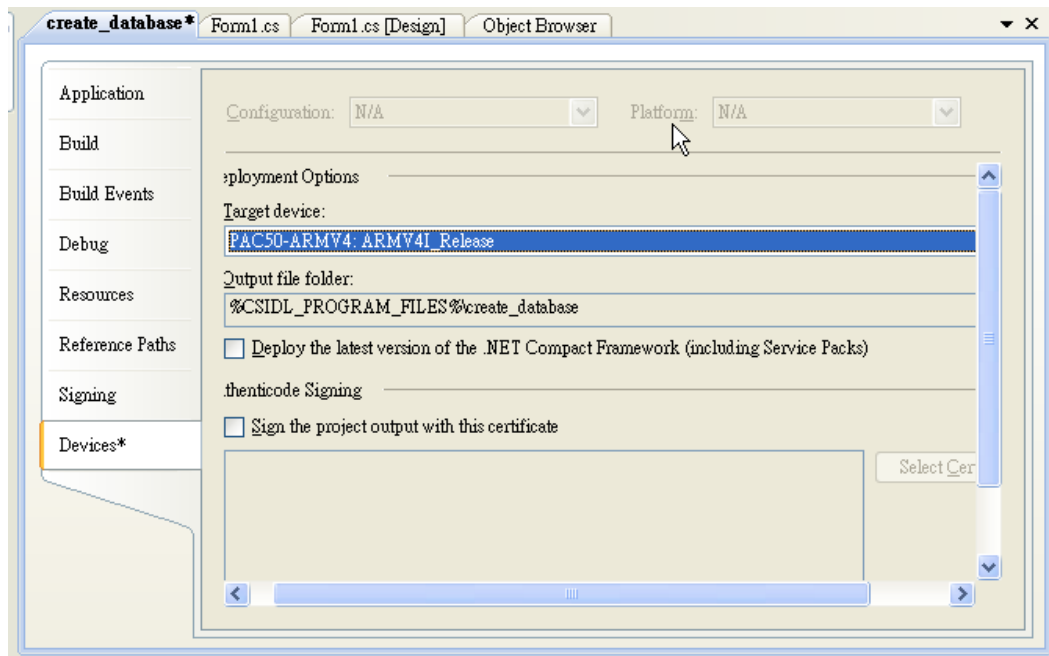 create_database* Form1.cs Form1.cs [Design] Object Browser
Application
Configuration: N/A Platform: N/A
Build
Build Events
eployment Options
Target device:
PAC50-ARMV4: ARMV4I_Release
Debug
Output file folder:
%CSIDL_PROGRAM_FILES%\create_database
Resources
Reference Paths
Deploy the latest version of the .NET Compact Framework (including Service Packs)
Signing
thenticode Signing
Sign the project output with this certificate
Devices*
Select Cer